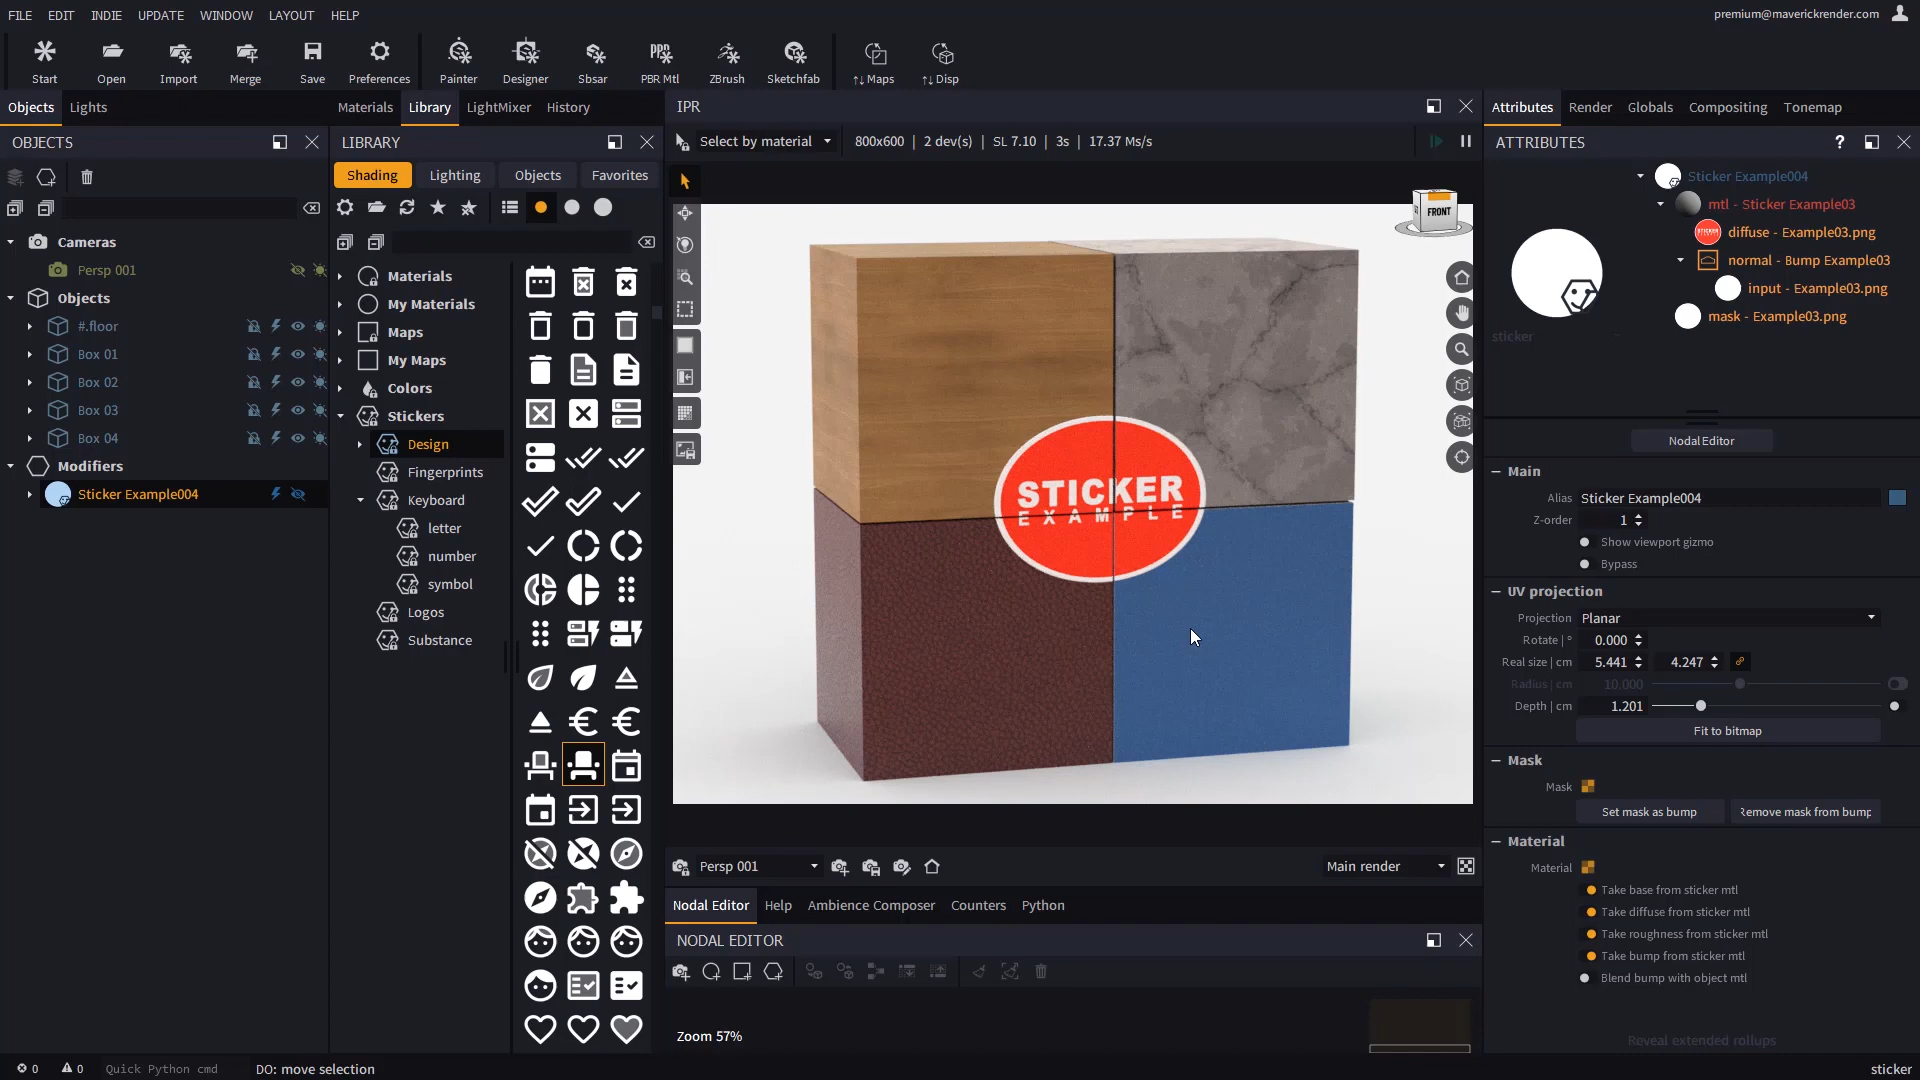 FILE EDIT INDIE UPDATE WINDOW LAYOUT HELP
premium@maverickrender.com
Start Open Import Merge Save Preferences Painter Designer Sbsar PBR Mtl ZBrush Sketchfab ↑↓Maps ↑↓Disp
Objects Lights
Materials Library LightMixer History
IPR
Attributes Render Globals Compositing Tonemap
OBJECTS
LIBRARY
Select by material
800x600 | 2 dev(s) | SL 7.10 | 3s | 17.37 Ms/s
ATTRIBUTES ?
Shading Lighting Objects Favorites
Cameras
Persp 001
Objects
#.floor
Box 01
Box 02
Box 03
Box 04
Modifiers
Sticker Example004
Materials
My Materials
Maps
My Maps
Colors
Stickers
Design
Fingerprints
Keyboard
letter
number
symbol
Logos
Substance
FRONT
STICKER
EXAMPLE
Persp 001
Main render
Nodal Editor Help Ambience Composer Counters Python
NODAL EDITOR
Zoom 57%
Sticker Example004
mtl - Sticker Example03
diffuse - Example03.png
normal - Bump Example03
input - Example03.png
mask - Example03.png
sticker
Nodal Editor
Main
Alias Sticker Example004
Z-order 1
Show viewport gizmo
Bypass
UV projection
Projection Planar
Rotate | ° 0.000
Real size | cm 5.441 4.247
Radius | cm 10.000
Depth | cm 1.201
Fit to bitmap
Mask
Mask
Set mask as bump Remove mask from bump
Material
Material
Take base from sticker mtl
Take diffuse from sticker mtl
Take roughness from sticker mtl
Take bump from sticker mtl
Blend bump with object mtl
Reveal extended rollups
0 0 Quick Python cmd DO: move selection
sticker